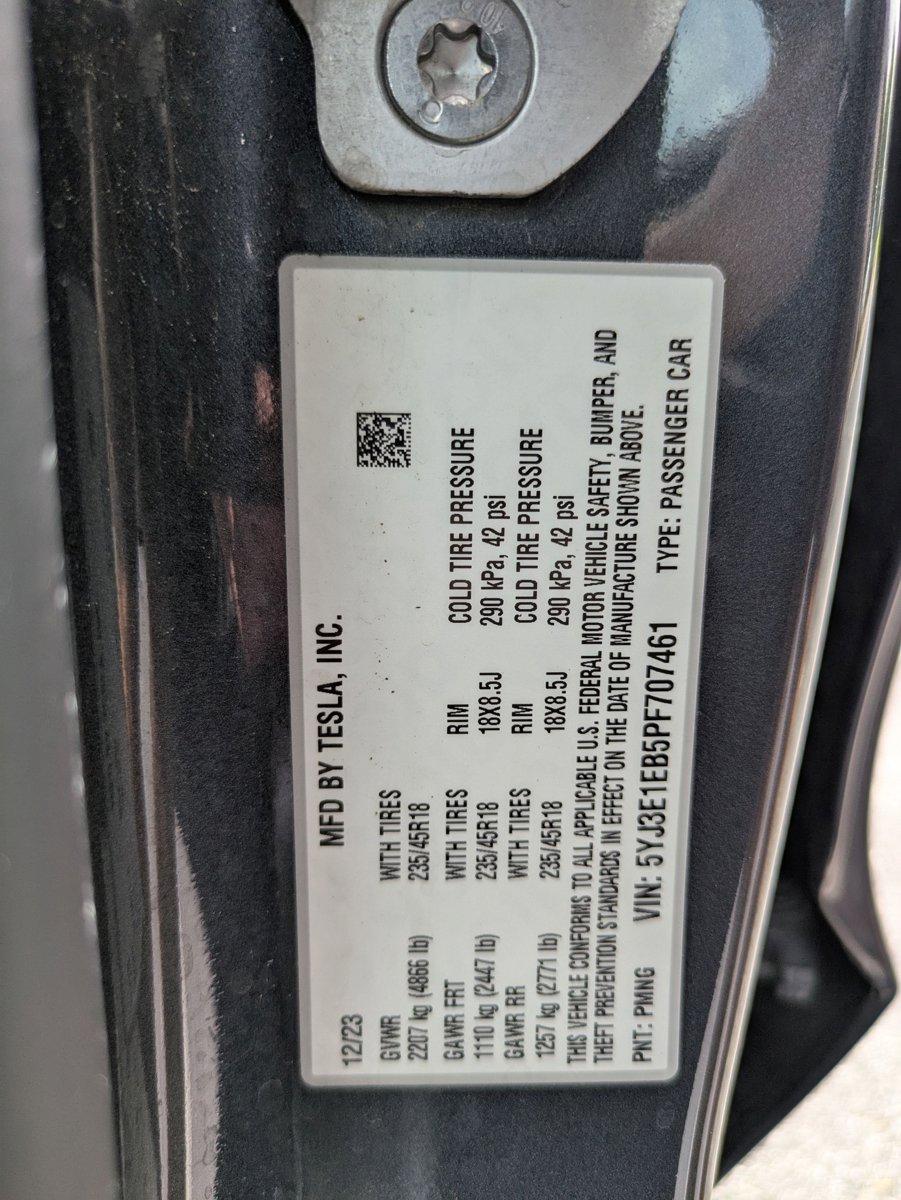 MFD BY TESLA, INC.
12/23
GVWR WITH TIRES
2207 kg (4866 lb) 235/45R18
GAWR FRT WITH TIRES RIM COLD TIRE PRESSURE
1110 kg (2447 lb) 235/45R18 18X8.5J 290 kPa, 42 psi
GAWR RR WITH TIRES RIM COLD TIRE PRESSURE
1257 kg (2771 lb) 235/45R18 18X8.5J 290 kPa, 42 psi
THIS VEHICLE CONFORMS TO ALL APPLICABLE U.S. FEDERAL MOTOR VEHICLE SAFETY, BUMPER, AND
THEFT PREVENTION STANDARDS IN EFFECT ON THE DATE OF MANUFACTURE SHOWN ABOVE.
PNT: PMNG VIN: 5YJ3E1EB5PF707461 TYPE: PASSENGER CAR